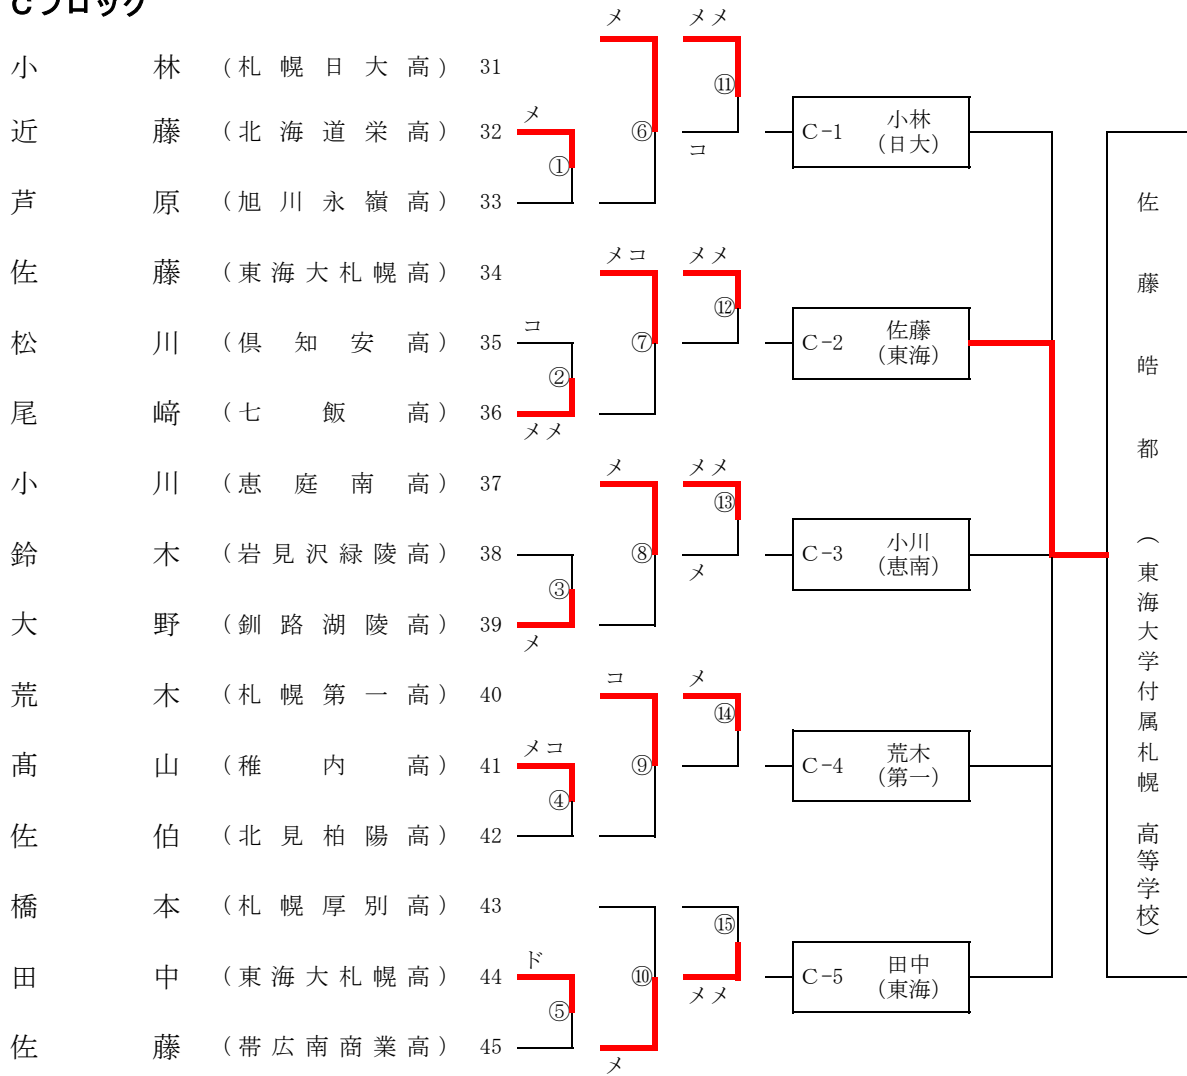 Cブロック
小林 (札幌日大高) 31
近藤 (北海道栄高) 32
芦原 (旭川永嶺高) 33
佐藤 (東海大札幌高) 34
松川 (倶知安高) 35
尾﨑 (七飯高) 36
小川 (恵庭南高) 37
鈴木 (岩見沢緑陵高) 38
大野 (釧路湖陵高) 39
荒木 (札幌第一高) 40
髙山 (稚内高) 41
佐伯 (北見柏陽高) 42
橋本 (札幌厚別高) 43
田中 (東海大札幌高) 44
佐藤 (帯広南商業高) 45
メ
①
コ
②
メメ
③
メ
メコ
④
ド
⑤
メ
⑥
メコ
⑦
メ
⑧
コ
⑨
⑩
メ
メメ
⑪
コ
メメ
⑫
メメ
⑬
メ
メ
⑭
⑮
メメ
C-1 小林
(日大)
C-2 佐藤
(東海)
C-3 小川
(恵南)
C-4 荒木
(第一)
C-5 田中
(東海)
佐藤皓都 (東海大学付属札幌 高等学校)